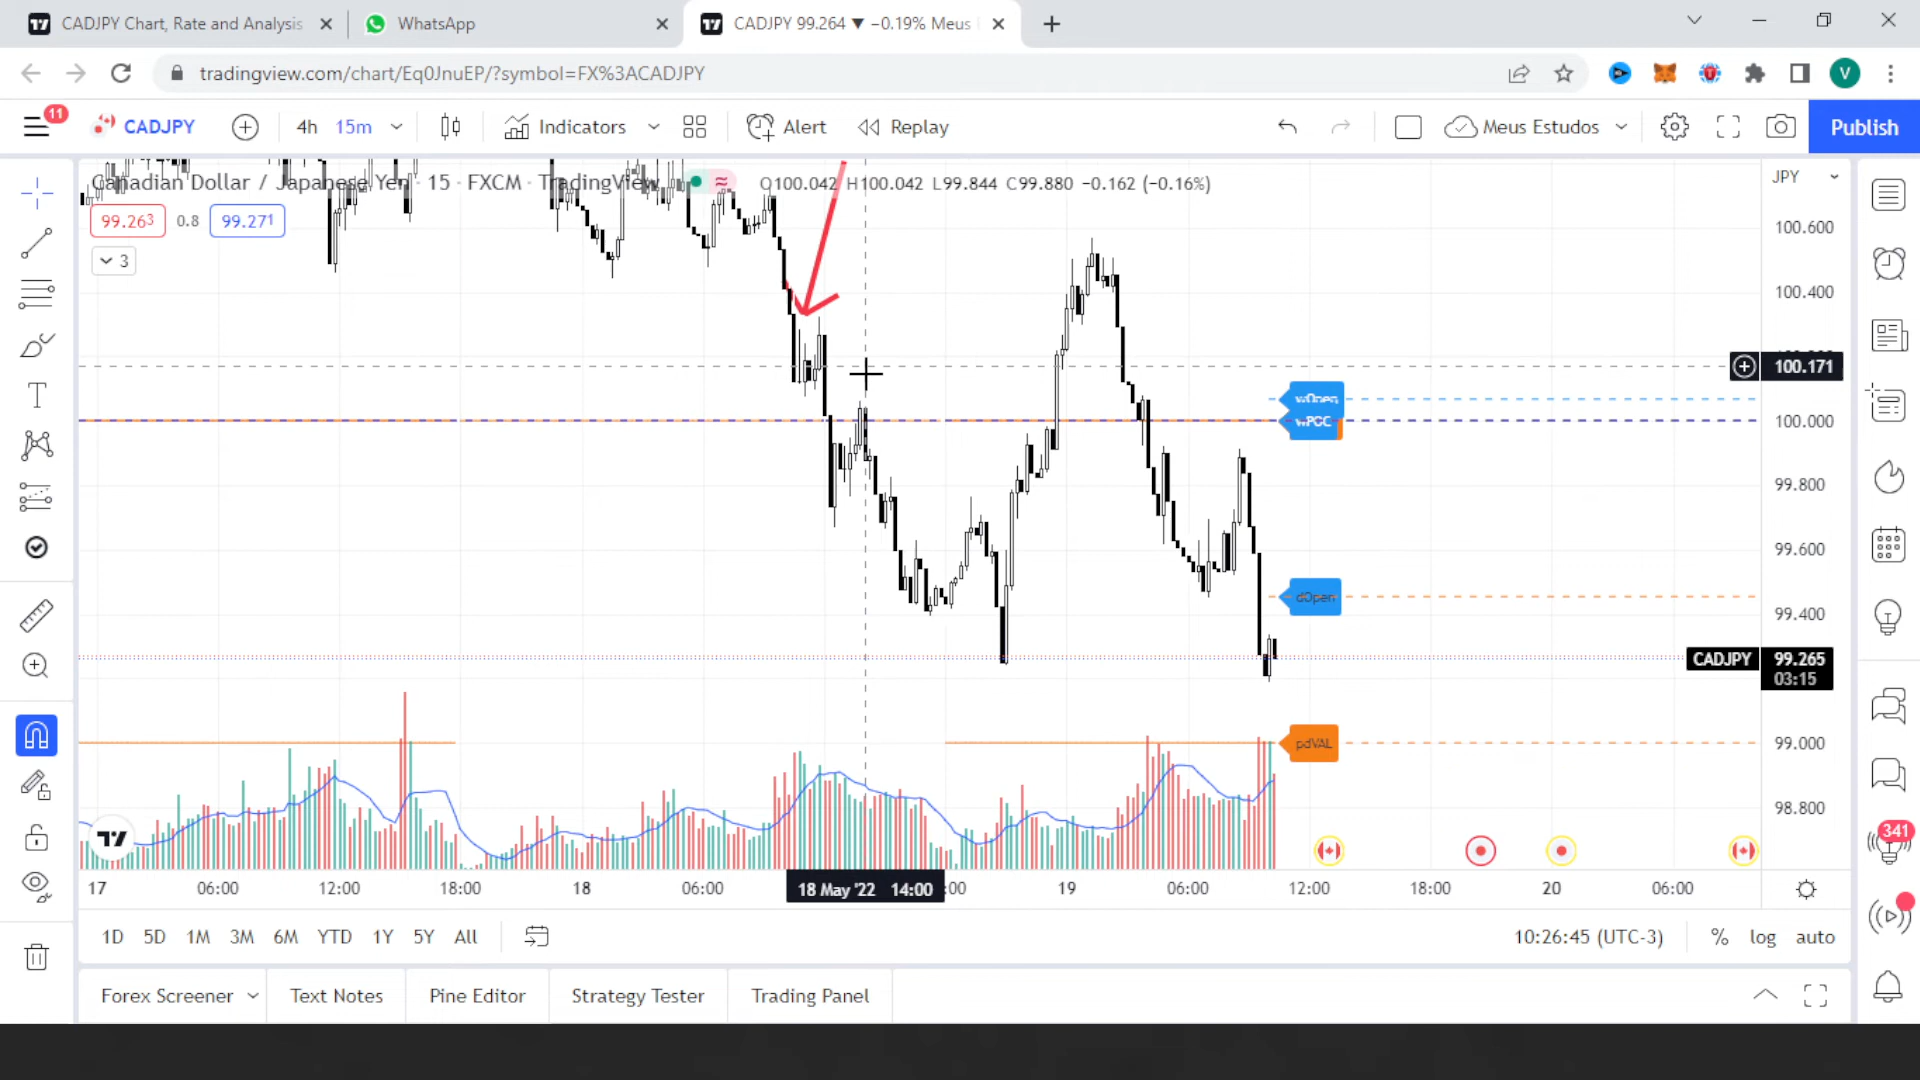 CADJPY Chart, Rate and Analysis
WhatsApp
CADJPY 99.264 ▼ −0.19% Meus
tradingview.com/chart/Eq0JnuEP/?symbol=FX%3ACADJPY
V
11
CADJPY
4h
15m
Indicators
Alert
Replay
Meus Estudos
Publish
Canadian Dollar / Japanese Yen · 15 · FXCM · TradingView
O100.042 H100.042 L99.844 C99.880 −0.162 (−0.16%)
JPY
99.263
0.8
99.271
3
100.600
100.400
100.171
wOpen
100.000
99.800
99.600
dOpen
99.400
CADJPY
99.265
03:15
pdVAL
99.000
98.800
341
17
06:00
12:00
18:00
18
06:00
18 May '22 14:00
:00
19
06:00
12:00
18:00
20
06:00
1D
5D
1M
3M
6M
YTD
1Y
5Y
All
10:26:45 (UTC-3)
%
log
auto
Forex Screener
Text Notes
Pine Editor
Strategy Tester
Trading Panel